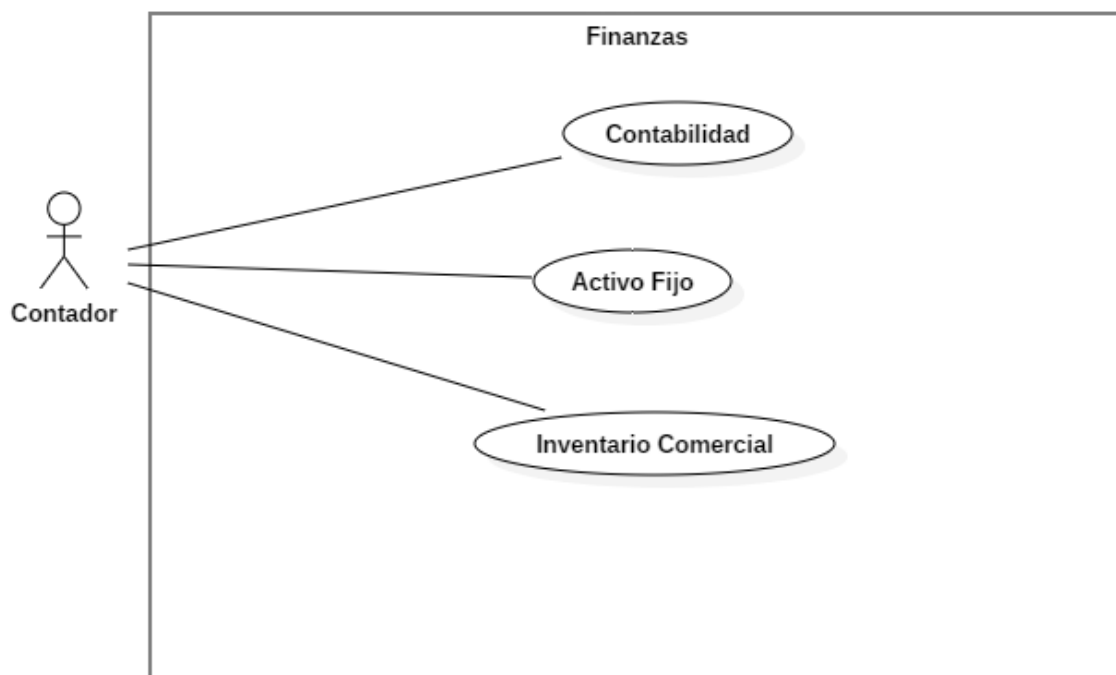 Finanzas
Contabilidad
Activo Fijo
Contador
Inventario Comercial